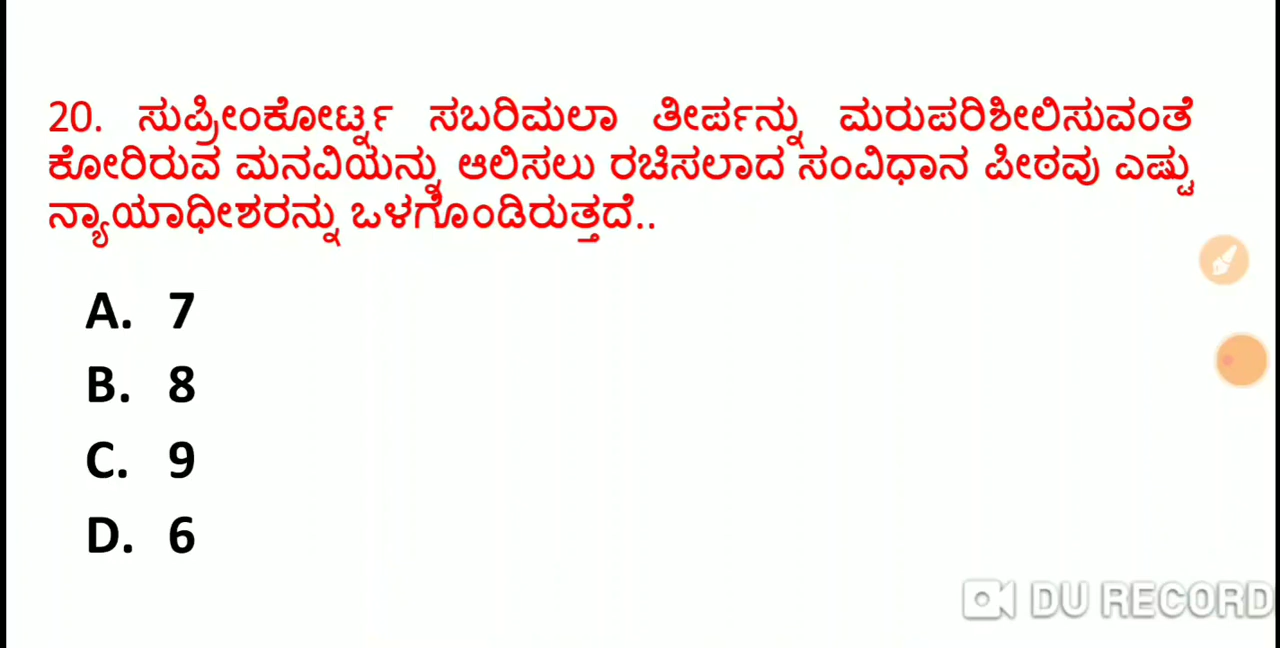 20. ಸುಪ್ರೀಂಕೋರ್ಟ್ನ ಸಬರಿಮಲಾ ತೀರ್ಪನ್ನು ಮರುಪರಿಶೀಲಿಸುವಂತೆ
ಕೋರಿರುವ ಮನವಿಯನ್ನು ಆಲಿಸಲು ರಚಿಸಲಾದ ಸಂವಿಧಾನ ಪೀಠವು ಎಷ್ಟು
ನ್ಯಾಯಾಧೀಶರನ್ನು ಒಳಗೊಂಡಿರುತ್ತದೆ..
A. 7
B. 8
C. 9
D. 6
DU RECORD